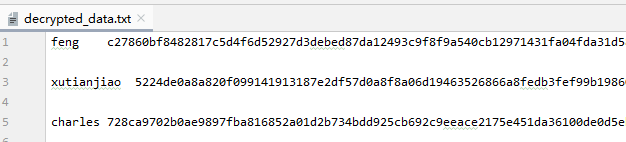 decrypted_data.txt ×
1 feng c27860bf8482817c5d4f6d52927d3debed87da12493c9f8f9a540cb12971431fa04fda31d5
2
3 xutianjiao 5224de0a8a820f099141913187e2df57d0a8f8a06d19463526866a8fedb3fef99b1986
4
5 charles 728ca9702b0ae9897fba816852a01d2b734bdd925cb692c9eeace2175e451da36100de0d5e